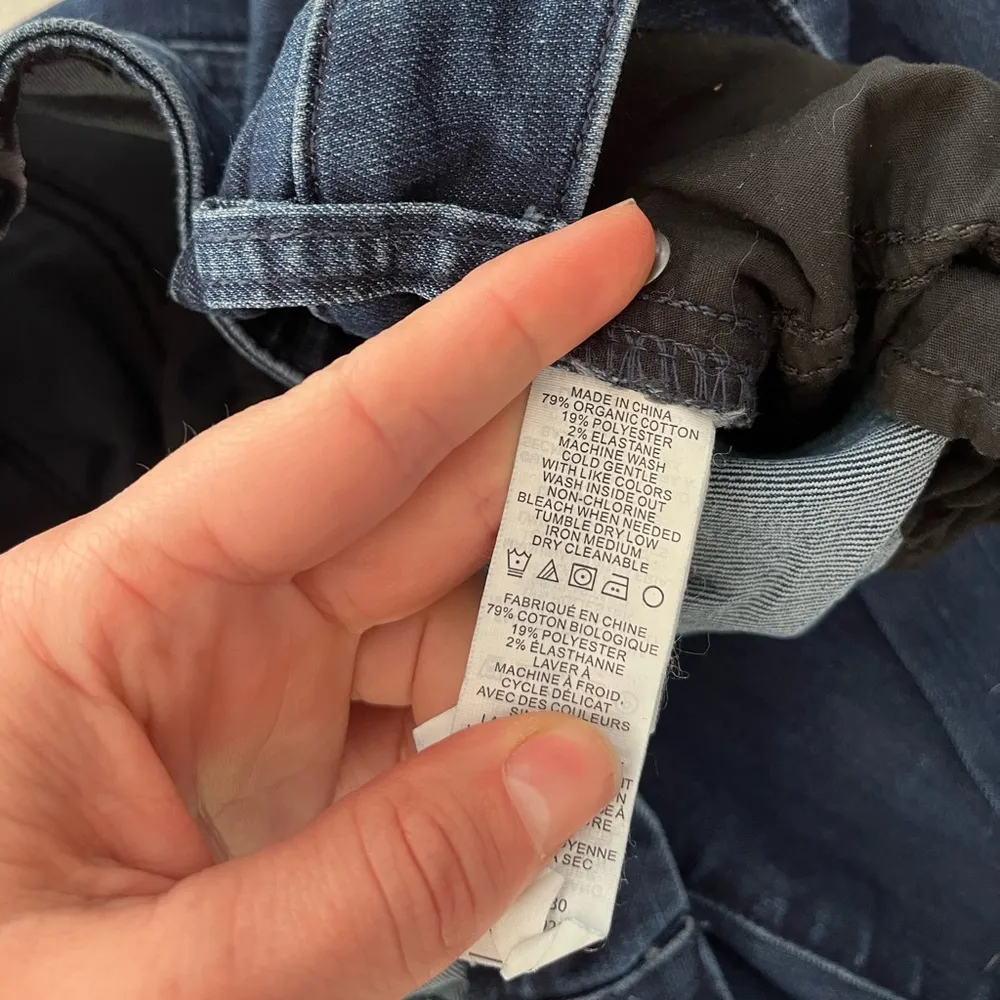 MADE IN CHINA
79% ORGANIC COTTON
19% POLYESTER
2% ELASTANE
MACHINE WASH
COLD GENTLE
WITH LIKE COLORS
WASH INSIDE OUT
NON-CHLORINE
BLEACH WHEN NEEDED
TUMBLE DRY LOW
IRON MEDIUM
DRY CLEANABLE
FABRIQUÉ EN CHINE
79% COTON BIOLOGIQUE
19% POLYESTER
2% ÉLASTHANNE
LAVER À
MACHINE À FROID
CYCLE DÉLICAT
AVEC DES COULEURS
À SEC